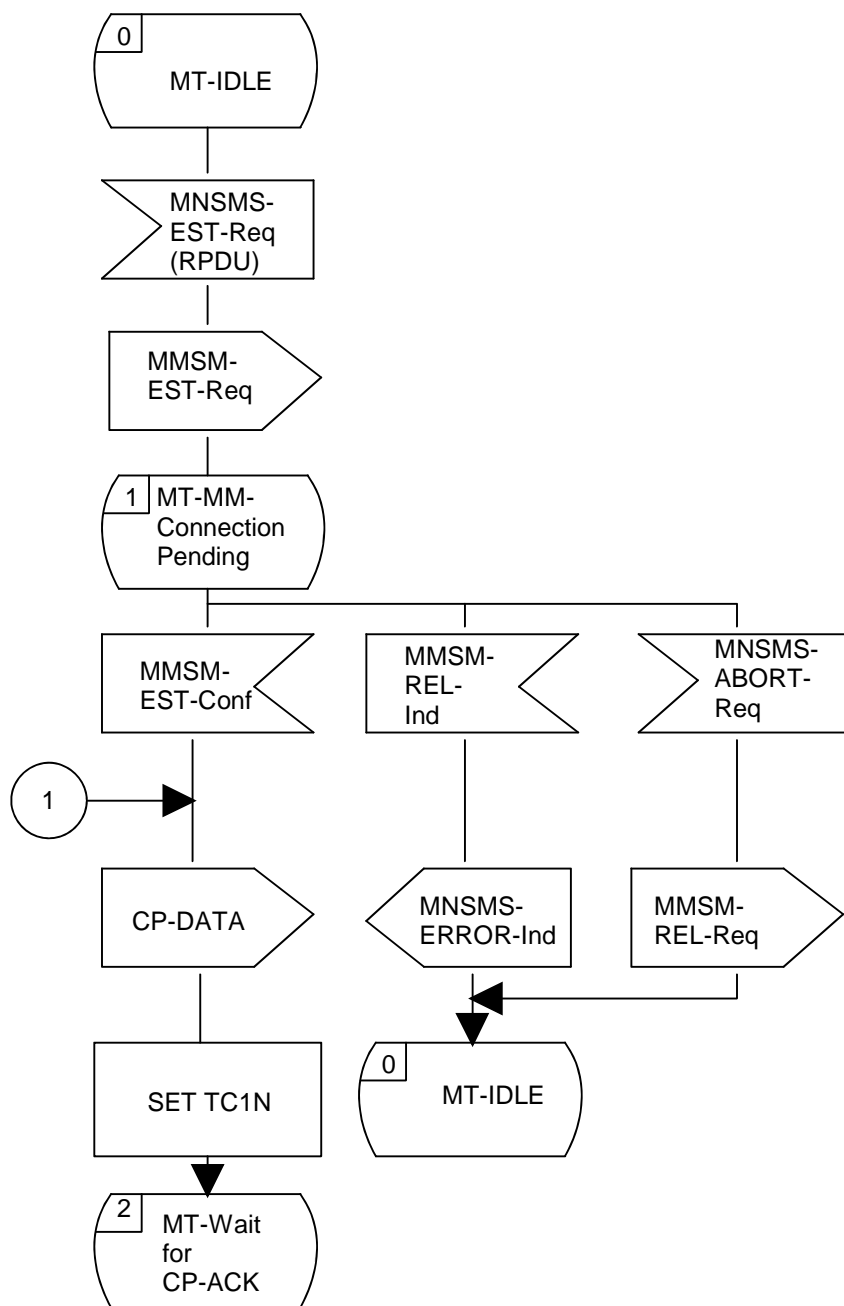 0
MT-IDLE
MNSMS-
EST-Req
(RPDU)
MMSM-
EST-Req
1
MT-MM-
Connection
Pending
MMSM-
EST-Conf
MMSM-
REL-
Ind
MNSMS-
ABORT-
Req
1
CP-DATA
MNSMS-
ERROR-Ind
MMSM-
REL-Req
SET TC1N
0
MT-IDLE
2
MT-Wait
for
CP-ACK